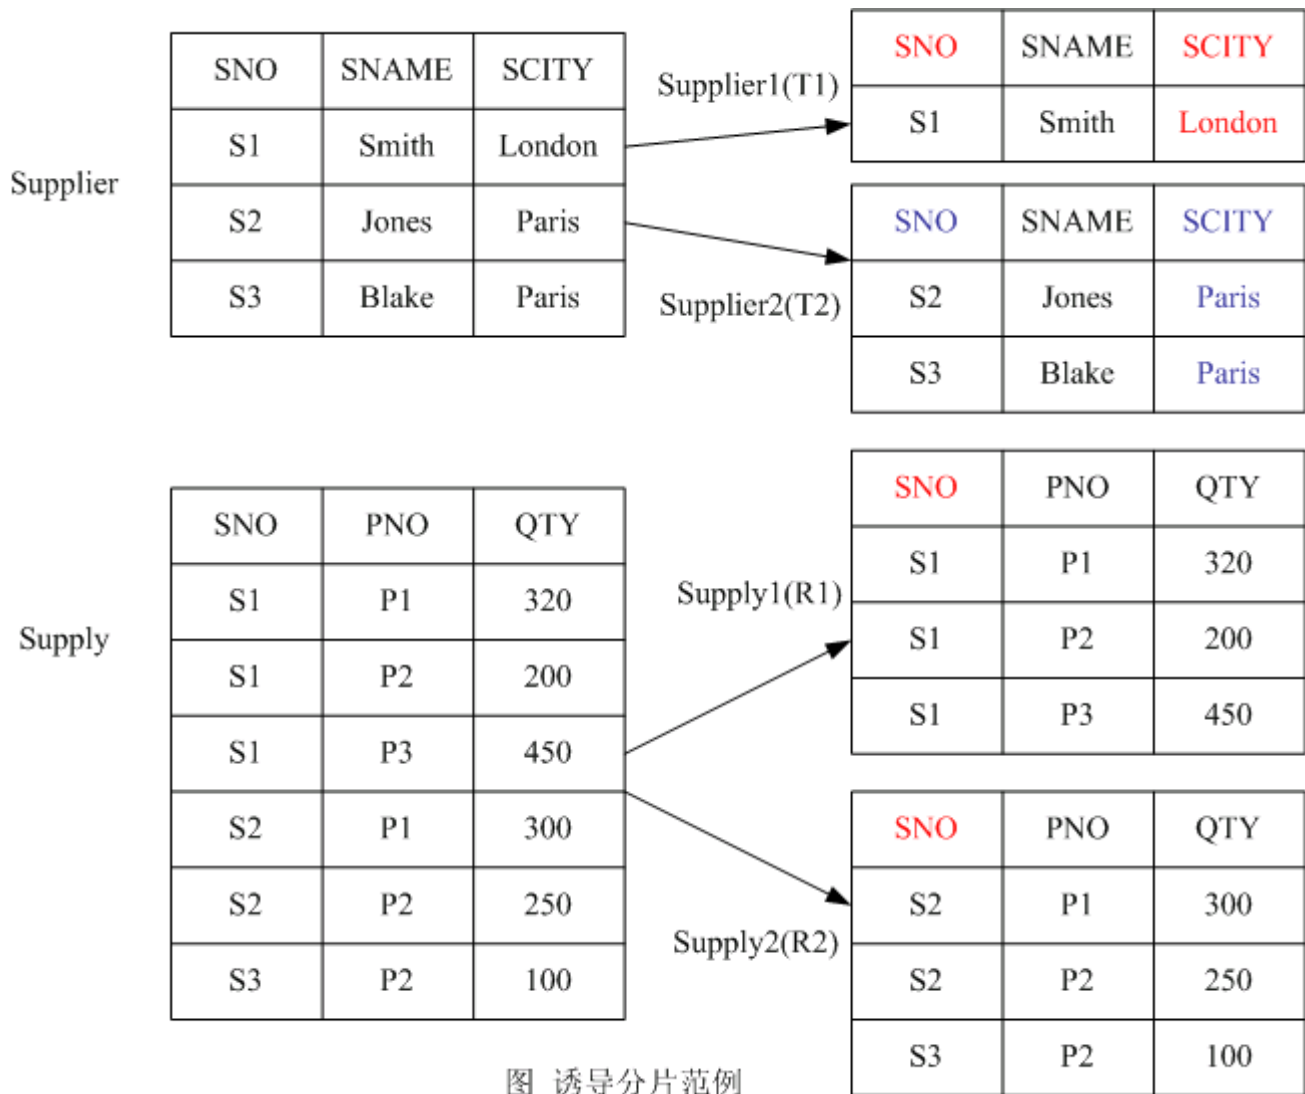 Supplier
SNO SNAME SCITY
S1 Smith London
S2 Jones Paris
S3 Blake Paris
Supplier1(T1)
SNO SNAME SCITY
S1 Smith London
Supplier2(T2)
SNO SNAME SCITY
S2 Jones Paris
S3 Blake Paris
Supply
SNO PNO QTY
S1 P1 320
S1 P2 200
S1 P3 450
S2 P1 300
S2 P2 250
S3 P2 100
Supply1(R1)
SNO PNO QTY
S1 P1 320
S1 P2 200
S1 P3 450
Supply2(R2)
SNO PNO QTY
S2 P1 300
S2 P2 250
S3 P2 100
图 诱导分片范例